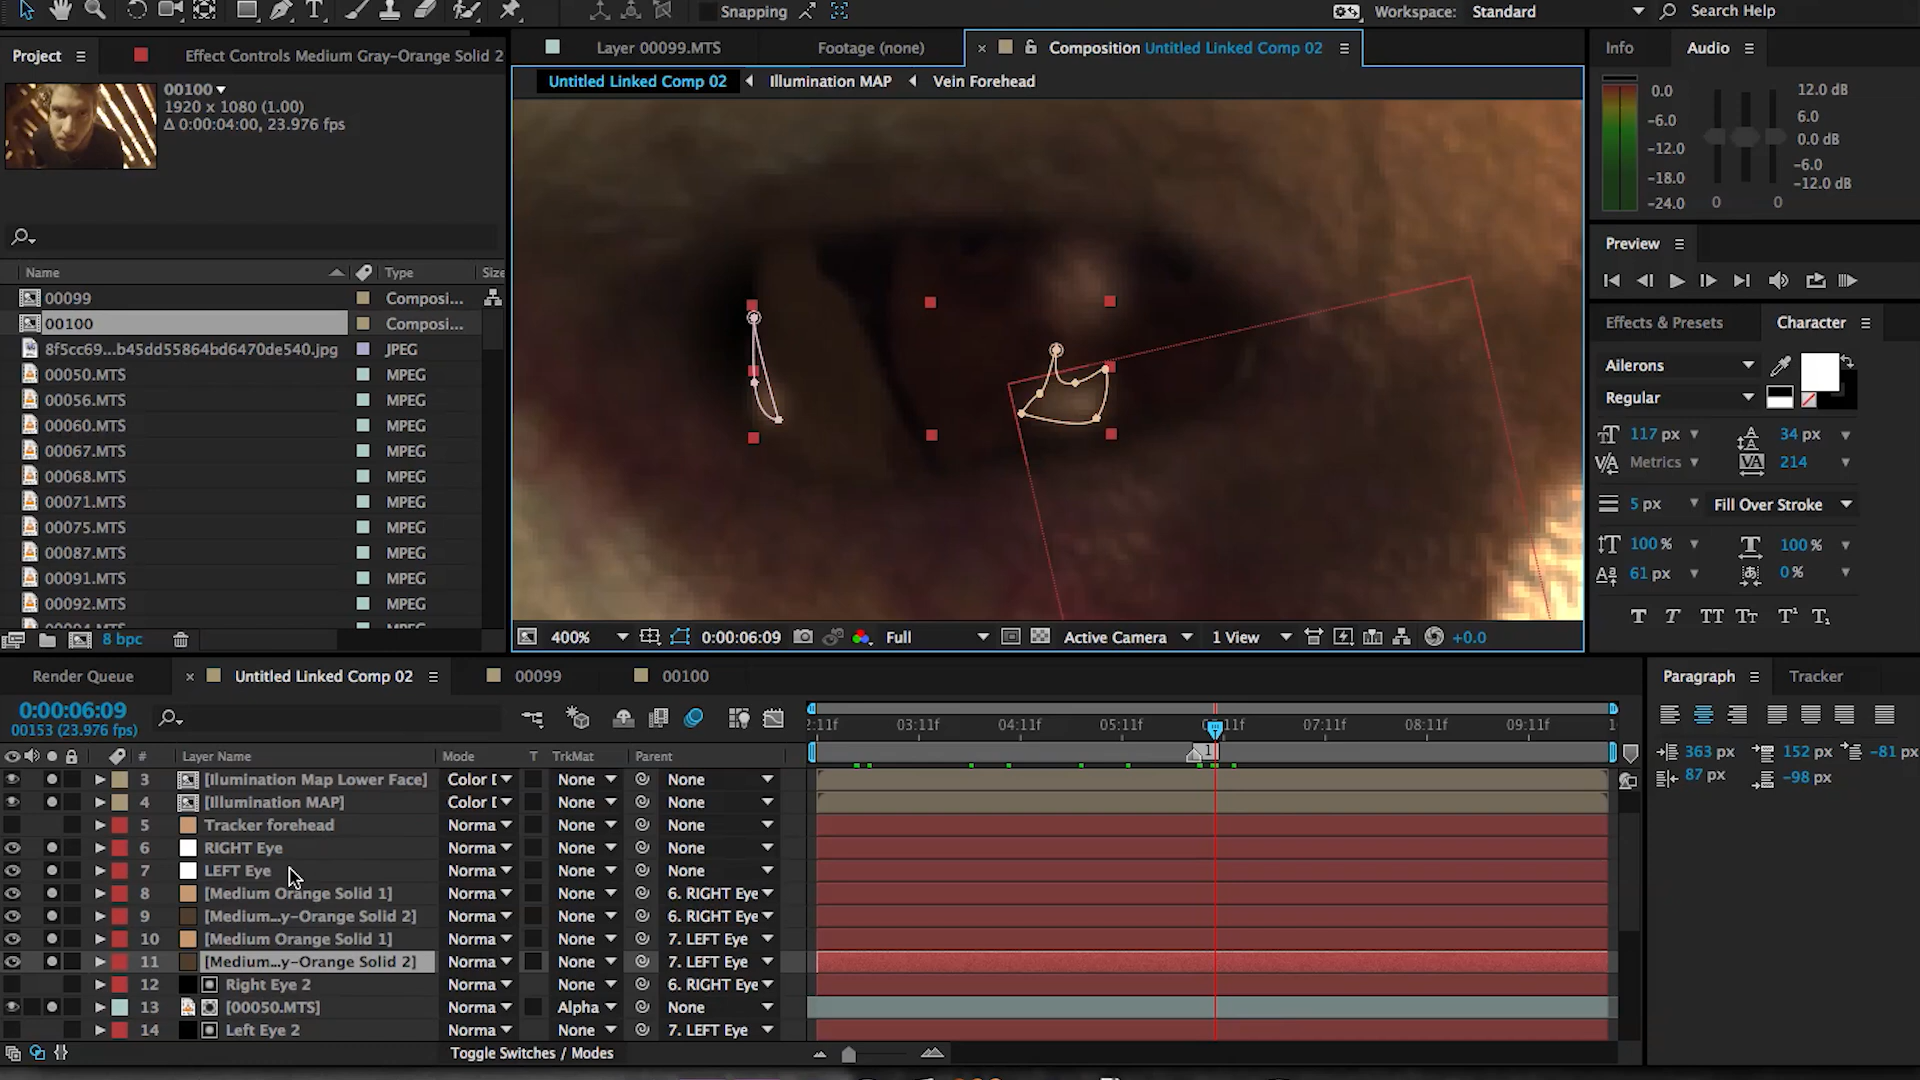 Snapping
Workspace: Standard
Search Help
Project
Effect Controls Medium Gray-Orange Solid 2
00100
1920 x 1080 (1.00)
Δ 0:00:04:00, 23.976 fps
Name Type Size
00099 Composi...
00100 Composi...
8f5cc69...b45dd55864bd6470de540.jpg JPEG
00050.MTS MPEG
00056.MTS MPEG
00060.MTS MPEG
00067.MTS MPEG
00068.MTS MPEG
00071.MTS MPEG
00075.MTS MPEG
00087.MTS MPEG
00091.MTS MPEG
00092.MTS MPEG
8 bpc
Layer 00099.MTS
Footage (none)
Composition Untitled Linked Comp 02
Untitled Linked Comp 02 Illumination MAP Vein Forehead
400% 0:00:06:09 Full Active Camera 1 View +0.0
Info Audio
0.0 12.0 dB
-6.0 6.0
-12.0 0.0 dB
-18.0 -6.0
-24.0 0 0 -12.0 dB
Preview
Effects & Presets Character
Ailerons
Regular
117 px 34 px
Metrics 214
5 px Fill Over Stroke
100 % 100 %
61 px 0 %
T T TT Tт T¹ T₁
Render Queue
Untitled Linked Comp 02
00099
00100
0:00:06:09
00153 (23.976 fps)
2:11f 03:11f 04:11f 05:11f 11f 07:11f 08:11f 09:11f
1
# Layer Name Mode T TrkMat Parent
3 [Ilumination Map Lower Face] Color D None None
4 [Illumination MAP] Color D None None
5 Tracker forehead Norma None None
6 RIGHT Eye Norma None None
7 LEFT Eye Norma None None
8 [Medium Orange Solid 1] Norma None 6. RIGHT Eye
9 [Medium...y-Orange Solid 2] Norma None 6. RIGHT Eye
10 [Medium Orange Solid 1] Norma None 7. LEFT Eye
11 [Medium...y-Orange Solid 2] Norma None 7. LEFT Eye
12 Right Eye 2 Norma None 6. RIGHT Eye
13 [00050.MTS] Norma Alpha None
14 Left Eye 2 Norma None 7. LEFT Eye
Toggle Switches / Modes
Paragraph Tracker
363 px 152 px -81 px
87 px -98 px